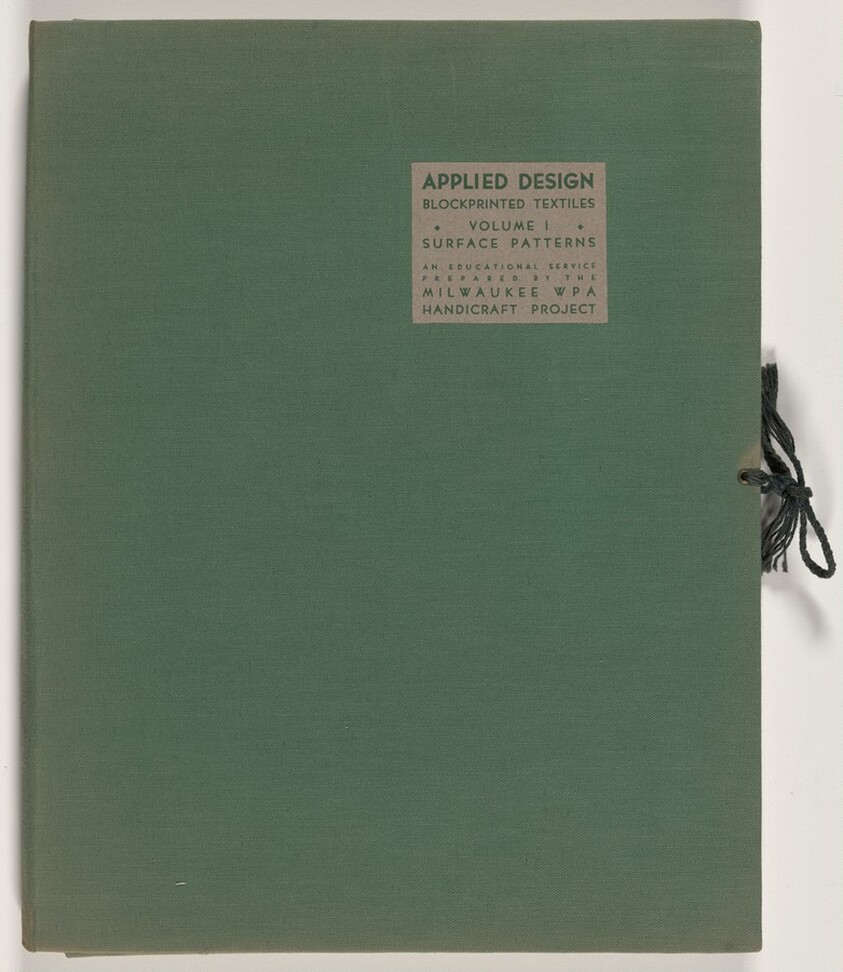 APPLIED DESIGN
BLOCKPRINTED TEXTILES
◆ VOLUME I ◆
SURFACE PATTERNS
AN EDUCATIONAL SERVICE
PREPARED BY THE
MILWAUKEE WPA
HANDICRAFT PROJECT